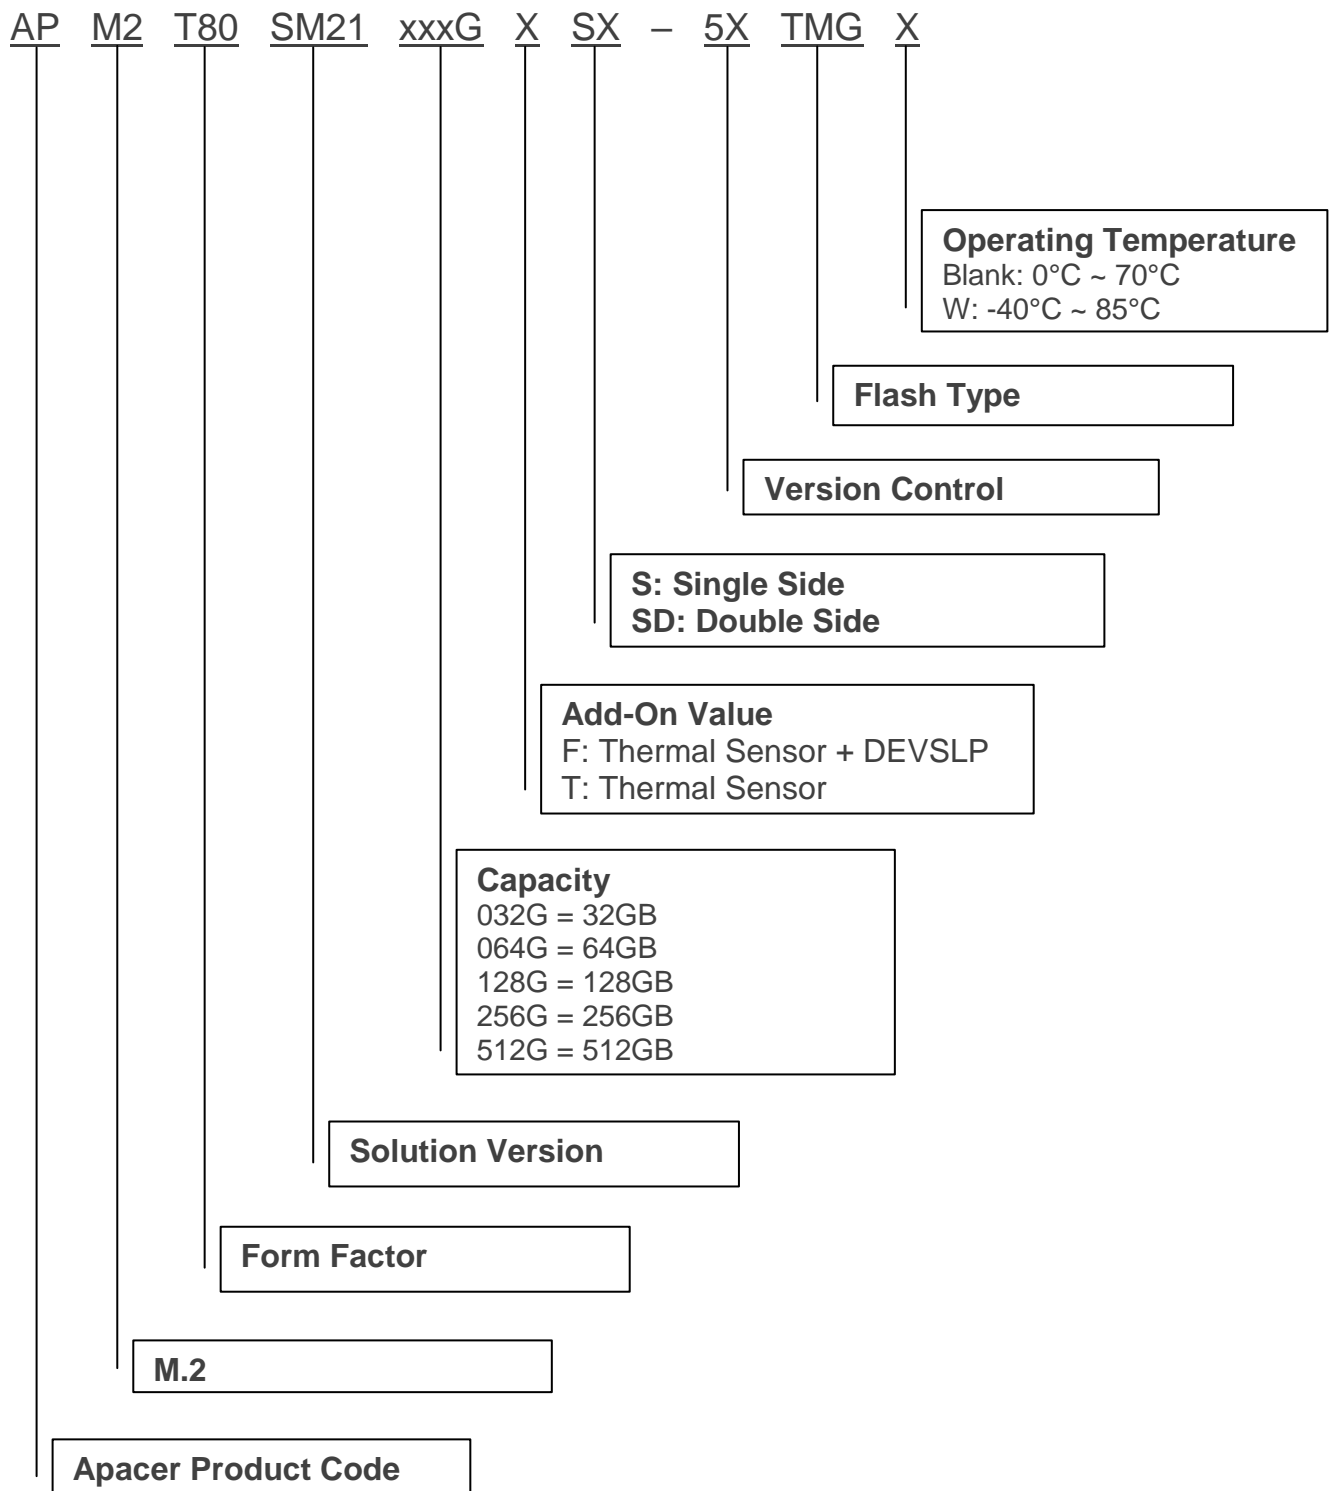 AP M2 T80 SM21 xxxG X SX – 5X TMG X
Operating Temperature
Blank: 0°C ~ 70°C
W: -40°C ~ 85°C
Flash Type
Version Control
S: Single Side
SD: Double Side
Add-On Value
F: Thermal Sensor + DEVSLP
T: Thermal Sensor
Capacity
032G = 32GB
064G = 64GB
128G = 128GB
256G = 256GB
512G = 512GB
Solution Version
Form Factor
M.2
Apacer Product Code